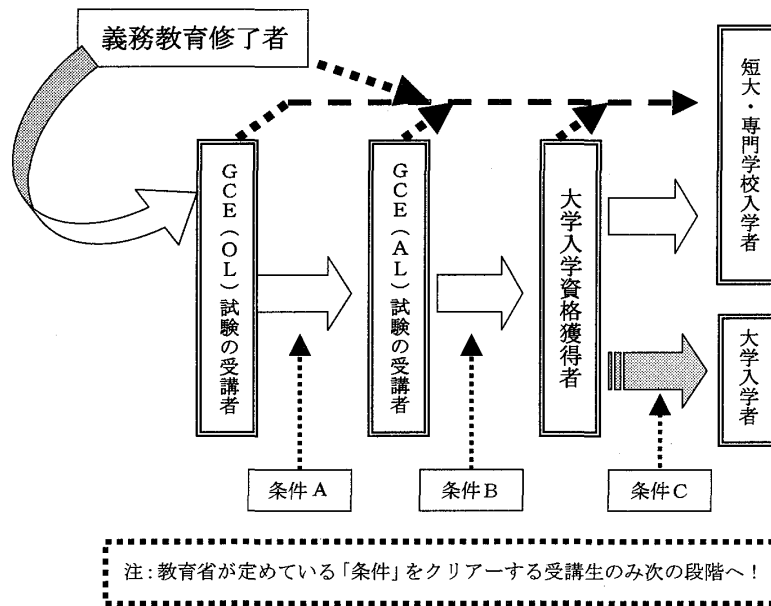 義務教育修了者
短大・専門学校入学者
GCE（OL）試験の受講者
GCE（AL）試験の受講者
大学入学資格獲得者
大学入学者
条件A
条件B
条件C
注:教育省が定めている「条件」をクリアーする受講生のみ次の段階へ！